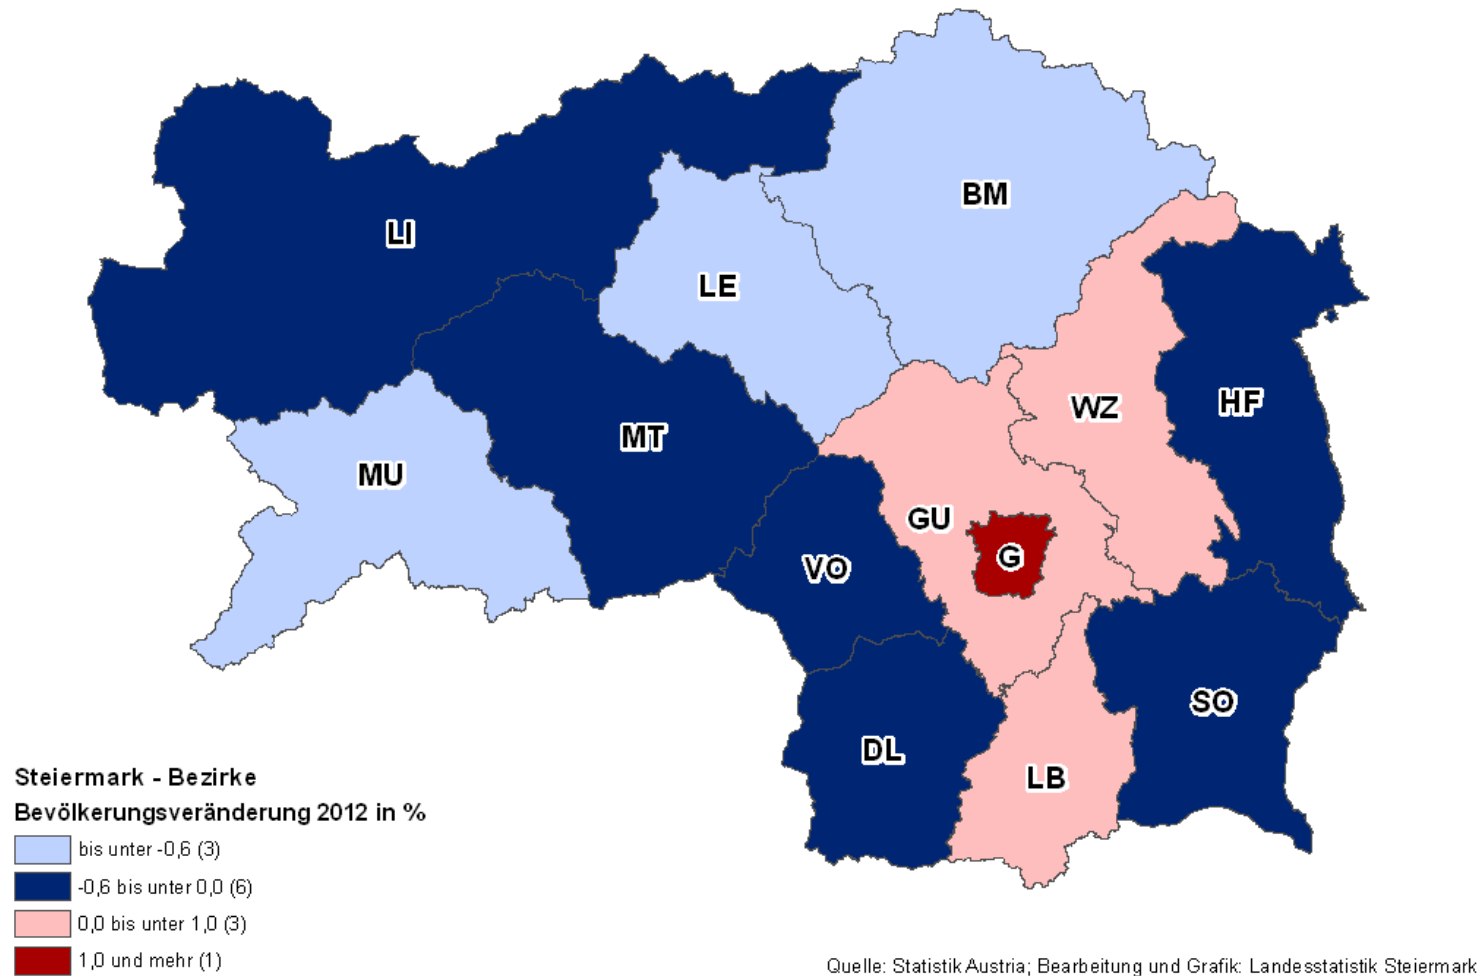 BM
LI
LE
HF
WZ
MT
MU
GU
G
VO
SO
DL
LB
Steiermark - Bezirke
Bevölkerungsveränderung 2012 in %
bis unter -0,6 (3)
-0,6 bis unter 0,0 (6)
0,0 bis unter 1,0 (3)
1,0 und mehr (1)
Quelle: Statistik Austria; Bearbeitung und Grafik: Landesstatistik Steiermark